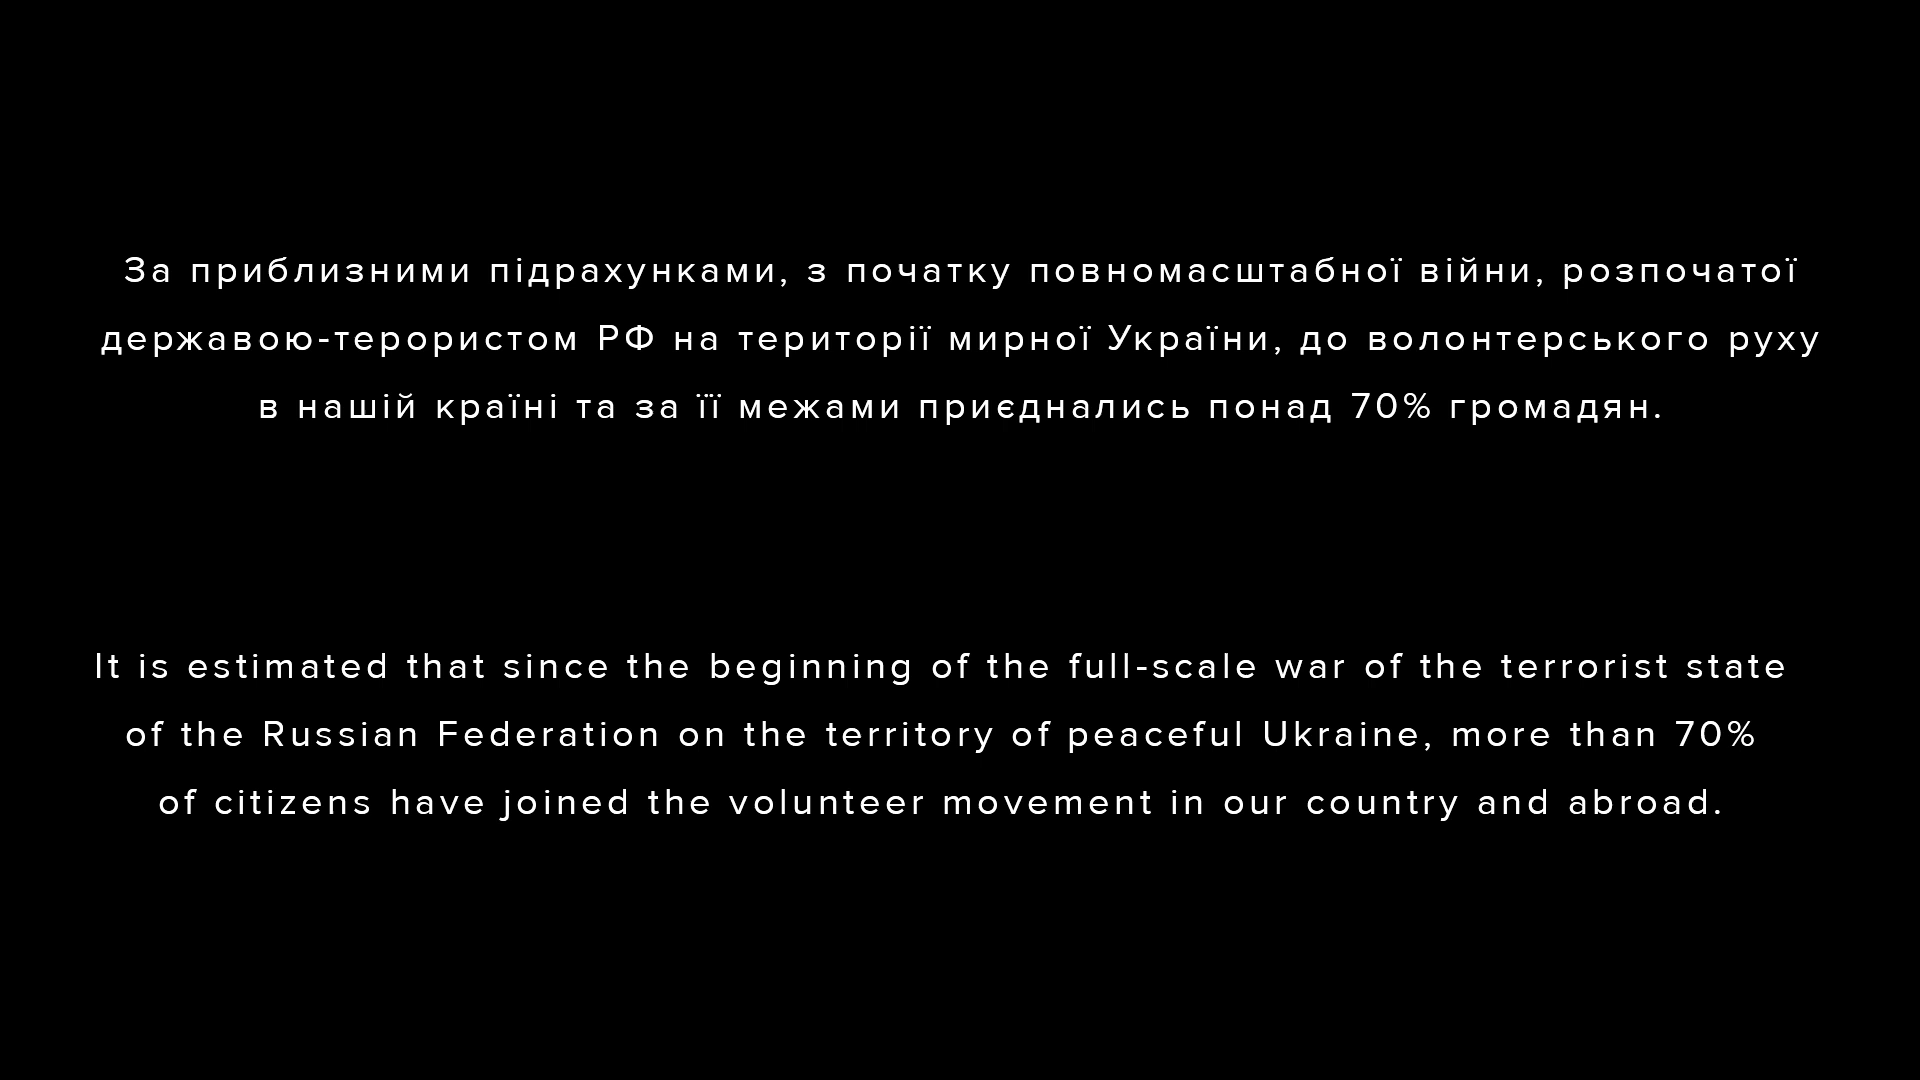 За приблизними підрахунками, з початку повномасштабної війни, розпочатої
державою-терористом РФ на території мирної України, до волонтерського руху
в нашій країні та за її межами приєднались понад 70% громадян.
It is estimated that since the beginning of the full-scale war of the terrorist state
of the Russian Federation on the territory of peaceful Ukraine, more than 70%
of citizens have joined the volunteer movement in our country and abroad.